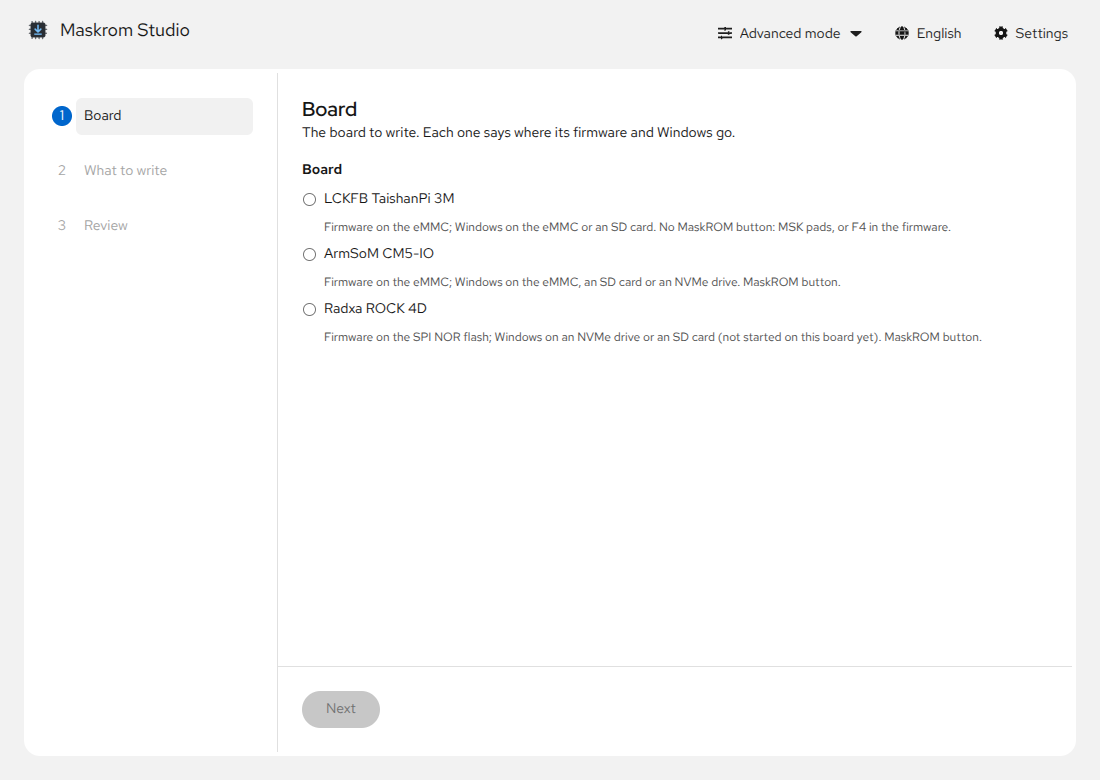 Maskrom Studio
Advanced mode
English
Settings
1 Board
2 What to write
3 Review
Board
The board to write. Each one says where its firmware and Windows go.
Board
LCKFB TaishanPi 3M
Firmware on the eMMC; Windows on the eMMC or an SD card. No MaskROM button: MSK pads, or F4 in the firmware.
ArmSoM CM5-IO
Firmware on the eMMC; Windows on the eMMC, an SD card or an NVMe drive. MaskROM button.
Radxa ROCK 4D
Firmware on the SPI NOR flash; Windows on an NVMe drive or an SD card (not started on this board yet). MaskROM button.
Next